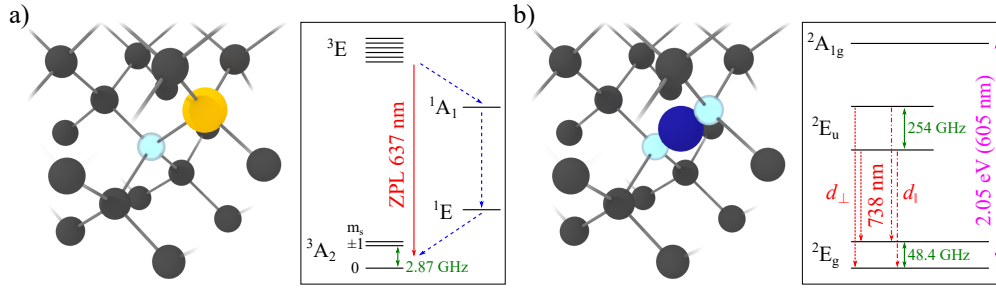 a)
³E
¹A₁
ZPL 637 nm
¹E
mₛ
±1
³A₂
0
2.87 GHz
b)
²A₁g
²Eᵤ
254 GHz
2.05 eV (605 nm)
d⊥
738 nm
d∥
²E_g
48.4 GHz